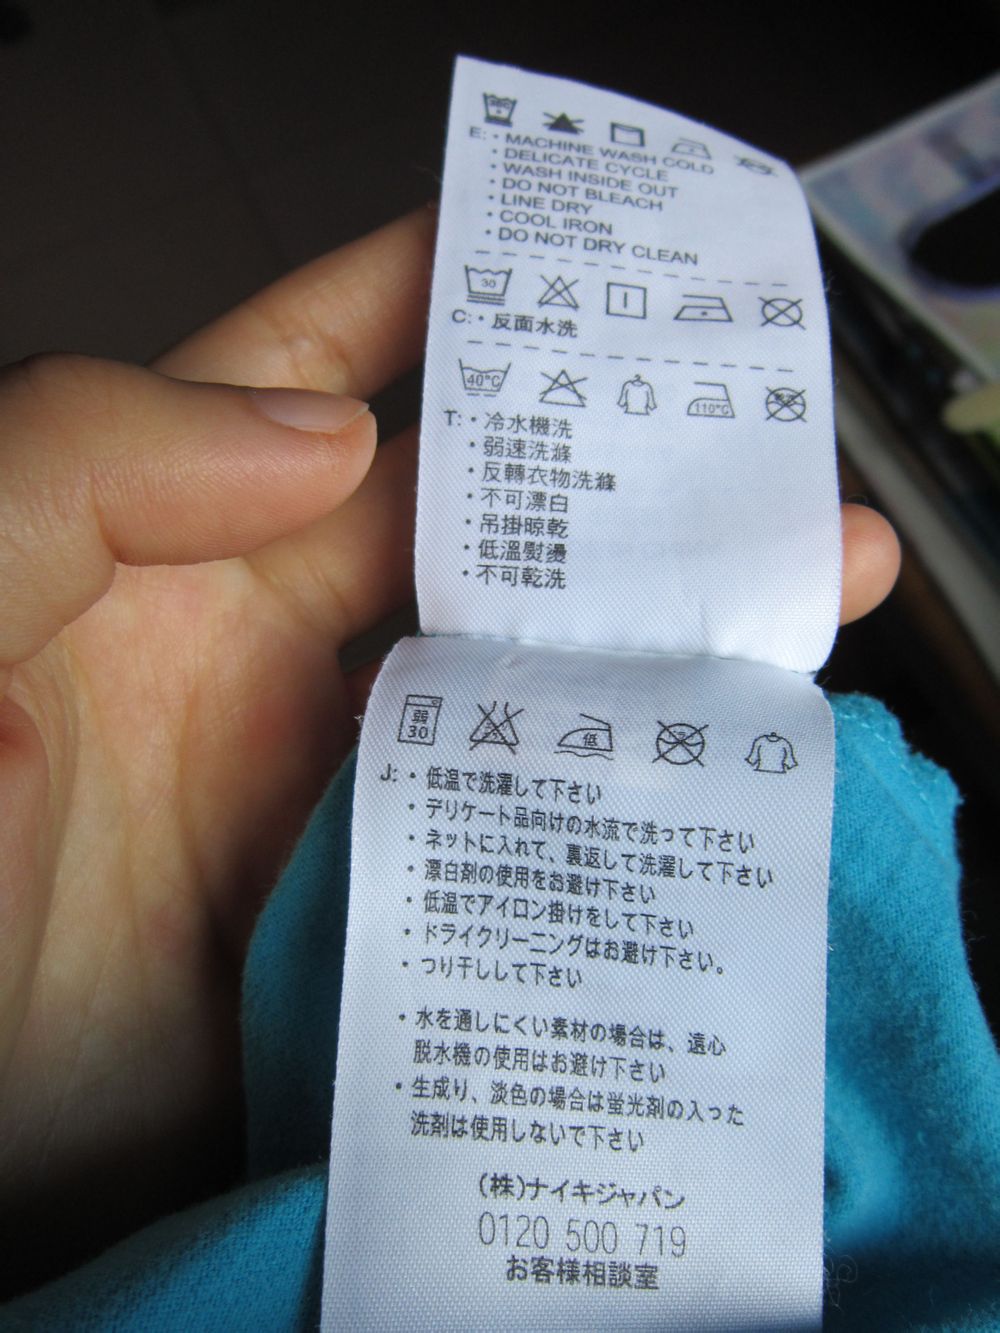 E: • MACHINE WASH COLD
• DELICATE CYCLE
• WASH INSIDE OUT
• DO NOT BLEACH
• LINE DRY
• COOL IRON
• DO NOT DRY CLEAN
30
C: • 反面水洗
40°C 110°C
T: • 冷水機洗
• 弱速洗滌
• 反轉衣物洗滌
• 不可漂白
• 吊掛晾乾
• 低溫熨燙
• 不可乾洗
弱
30 低
J: • 低温で洗濯して下さい
• デリケート品向けの水流で洗って下さい
• ネットに入れて、裏返して洗濯して下さい
• 漂白剤の使用をお避け下さい
• 低温でアイロン掛けをして下さい
• ドライクリーニングはお避け下さい。
• つり干しして下さい
• 水を通しにくい素材の場合は、遠心
脱水機の使用はお避け下さい
• 生成り、淡色の場合は蛍光剤の入った
洗剤は使用しないで下さい
(株)ナイキジャパン
0120 500 719
お客様相談室